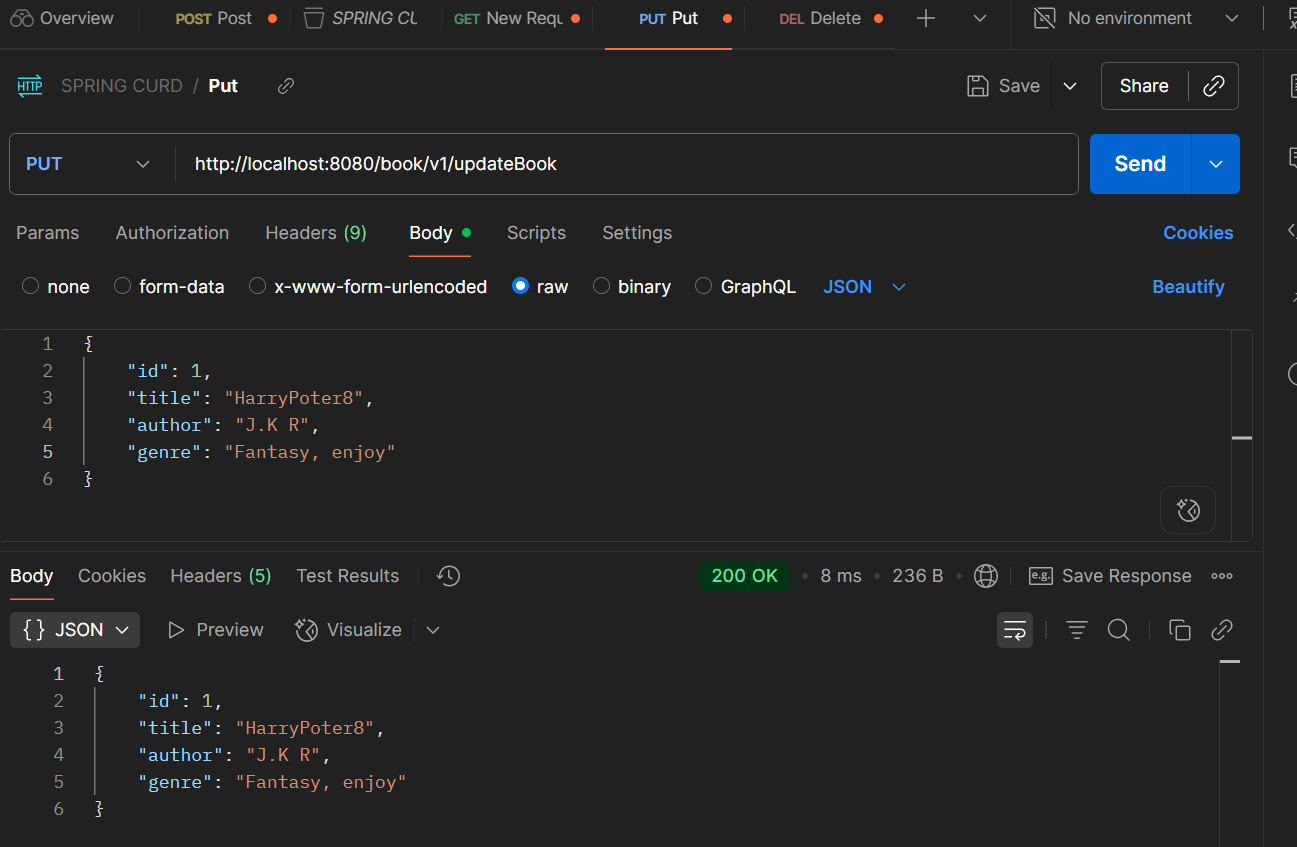 Overview POST Post SPRING CU GET New Requ PUT Put DEL Delete No environment
HTTP SPRING CURD / Put Save Share
PUT http://localhost:8080/book/v1/updateBook Send
Params Authorization Headers (9) Body Scripts Settings Cookies
none form-data x-www-form-urlencoded raw binary GraphQL JSON Beautify
1 {
2 "id": 1,
3 "title": "HarryPoter8",
4 "author": "J.K R",
5 "genre": "Fantasy, enjoy"
6 }
Body Cookies Headers (5) Test Results 200 OK • 8 ms • 236 B • e.g. Save Response
{} JSON Preview Visualize
1 {
2 "id": 1,
3 "title": "HarryPoter8",
4 "author": "J.K R",
5 "genre": "Fantasy, enjoy"
6 }